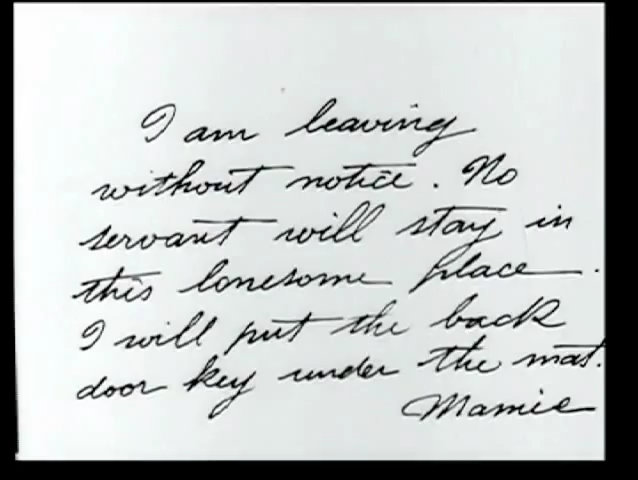 I am leaving
without notice. No
servant will stay in
this lonesome place.
I will put the back
door key under the mat.
Mamie